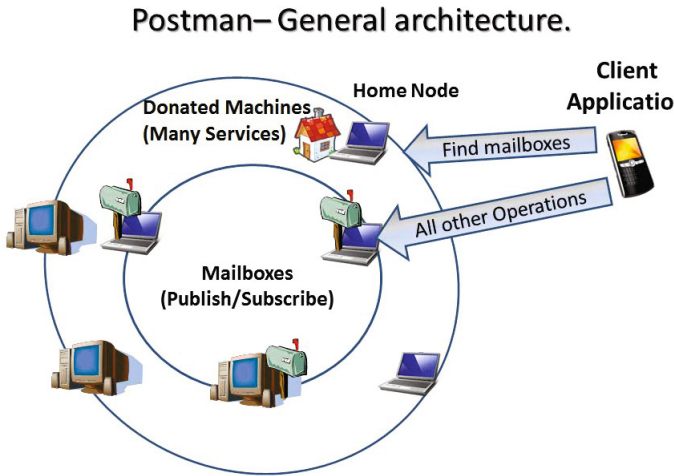 Postman– General architecture.
Client
Applicatio
Home Node
Donated Machines
(Many Services)
Find mailboxes
All other Operations
Mailboxes
(Publish/Subscribe)